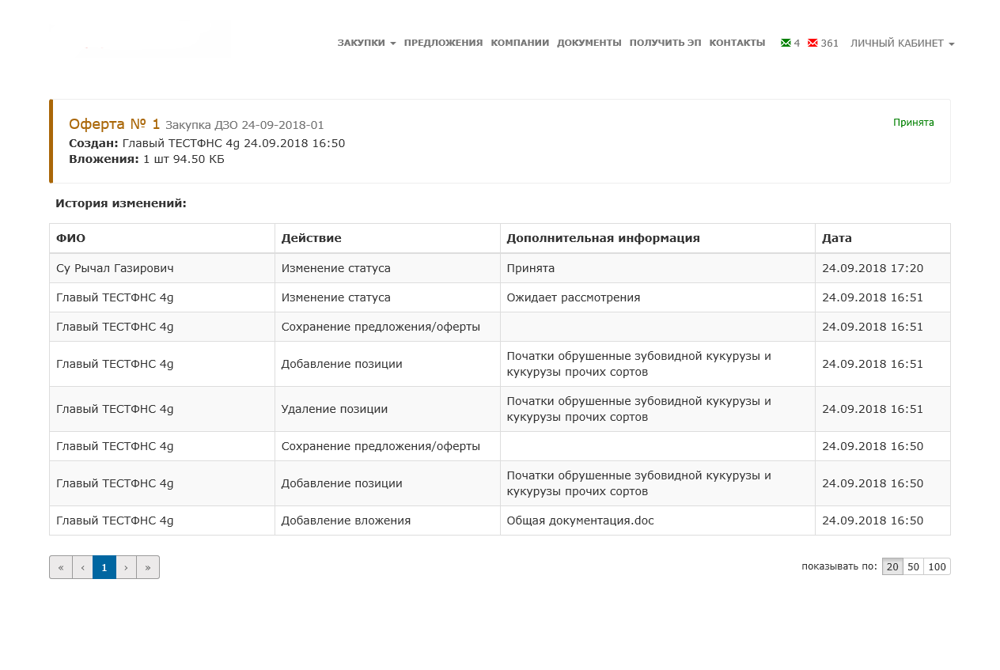 ЗАКУПКИ ПРЕДЛОЖЕНИЯ КОМПАНИИ ДОКУМЕНТЫ ПОЛУЧИТЬ ЭП КОНТАКТЫ 4 361 ЛИЧНЫЙ КАБИНЕТ
Оферта № 1 Закупка ДЗО 24-09-2018-01 Принята
Создан: Главый ТЕСТФНС 4g 24.09.2018 16:50
Вложения: 1 шт 94.50 КБ
История изменений:
ФИО Действие Дополнительная информация Дата
Су Рычал Газирович Изменение статуса Принята 24.09.2018 17:20
Главый ТЕСТФНС 4g Изменение статуса Ожидает рассмотрения 24.09.2018 16:51
Главый ТЕСТФНС 4g Сохранение предложения/оферты 24.09.2018 16:51
Главый ТЕСТФНС 4g Добавление позиции Початки обрушенные зубовидной кукурузы и
кукурузы прочих сортов 24.09.2018 16:51
Главый ТЕСТФНС 4g Удаление позиции Початки обрушенные зубовидной кукурузы и
кукурузы прочих сортов 24.09.2018 16:51
Главый ТЕСТФНС 4g Сохранение предложения/оферты 24.09.2018 16:50
Главый ТЕСТФНС 4g Добавление позиции Початки обрушенные зубовидной кукурузы и
кукурузы прочих сортов 24.09.2018 16:50
Главый ТЕСТФНС 4g Добавление вложения Общая документация.doc 24.09.2018 16:50
« ‹ 1 › » показывать по: 20 50 100